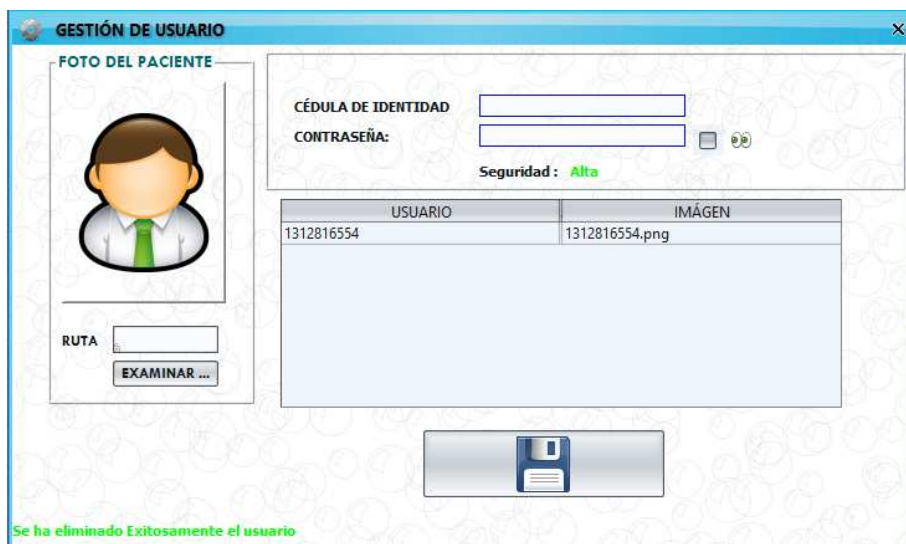 GESTIÓN DE USUARIO
FOTO DEL PACIENTE
RUTA
EXAMINAR ...
CÉDULA DE IDENTIDAD
CONTRASEÑA:
Seguridad : Alta
USUARIO IMÁGEN
1312816554 1312816554.png
Se ha eliminado Exitosamente el usuario